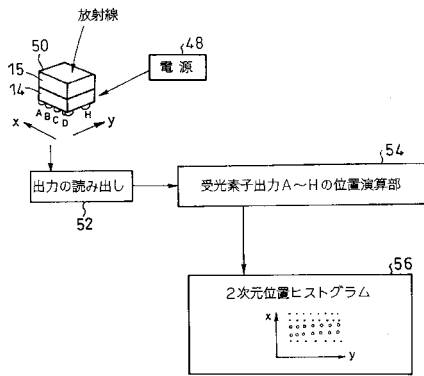 放射線
50
48
15
電源
14
A B C D H
x y
54
出力の読み出し
受光素子出力A～Hの位置演算部
52
56
2次元位置ヒストグラム
x
y